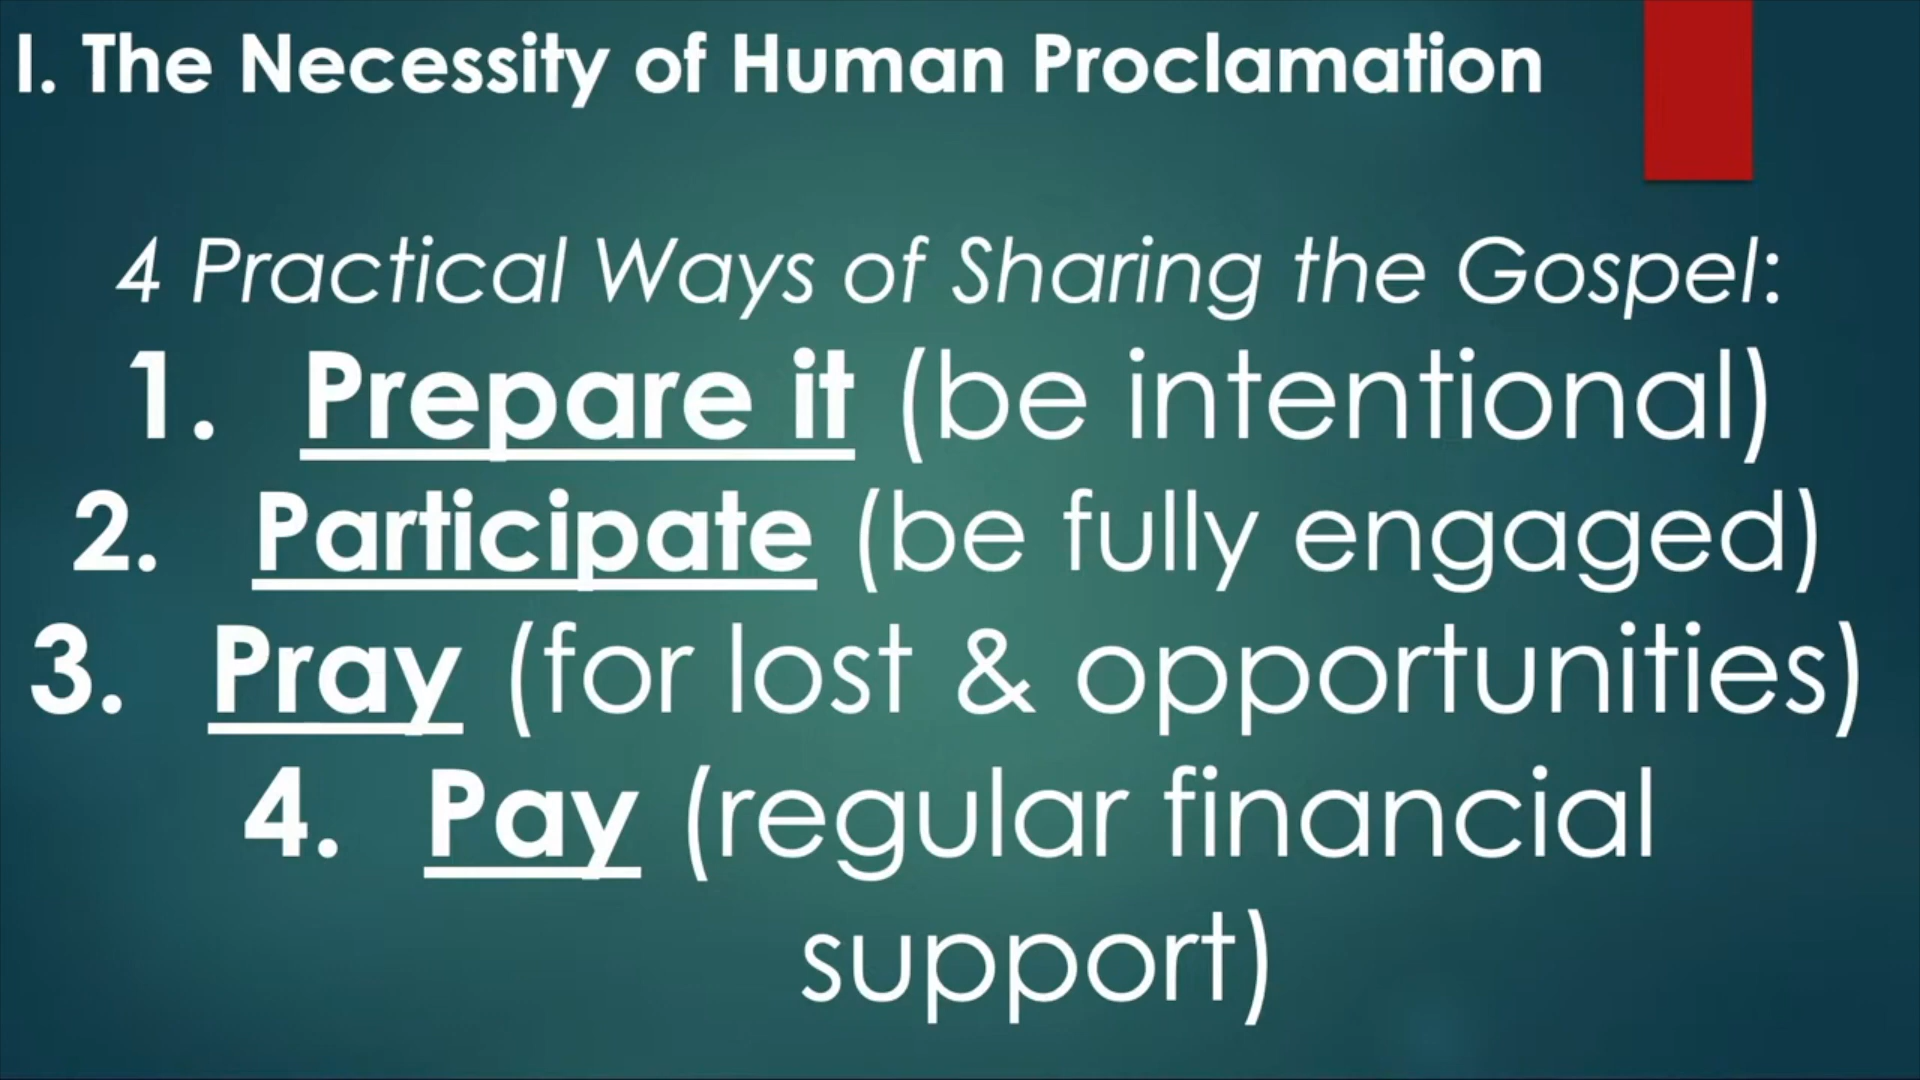 I. The Necessity of Human Proclamation
4 Practical Ways of Sharing the Gospel:
1. Prepare it (be intentional)
2. Participate (be fully engaged)
3. Pray (for lost & opportunities)
4. Pay (regular financial
support)